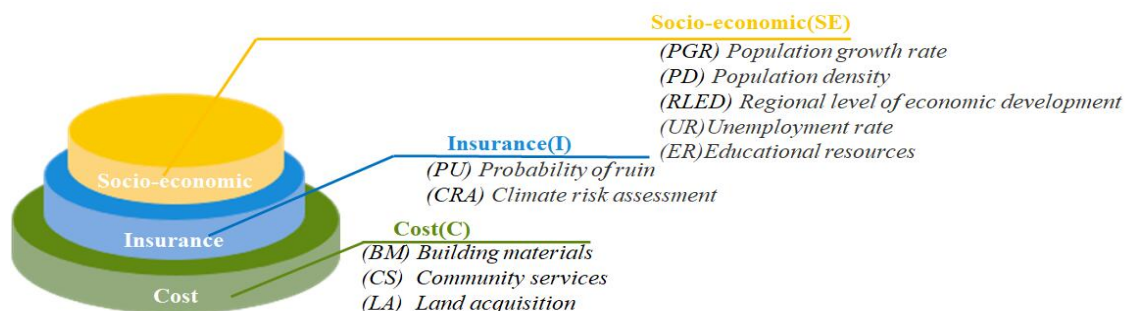 Socio-economic(SE)
(PGR) Population growth rate
(PD) Population density
(RLED) Regional level of economic development
(UR)Unemployment rate
(ER)Educational resources
Insurance(I)
(PU) Probability of ruin
(CRA) Climate risk assessment
Cost(C)
(BM) Building materials
(CS) Community services
(LA) Land acquisition
Socio-economic
Insurance
Cost